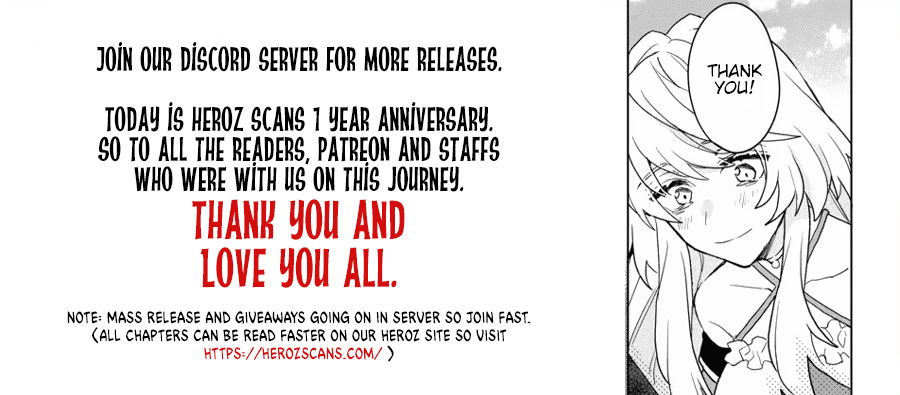 JOIN OUR DISCORD SERVER FOR MORE RELEASES.
TODAY IS HEROZ SCANS 1 YEAR ANNIVERSARY.
SO TO ALL THE READERS, PATREON AND STAFFS
WHO WERE WITH US ON THIS JOURNEY.
THANK YOU AND
LOVE YOU ALL.
NOTE: MASS RELEASE AND GIVEAWAYS GOING ON IN SERVER SO JOIN FAST.
(ALL CHAPTERS CAN BE READ FASTER ON OUR HEROZ SITE SO VISIT
HTTPS://HEROZSCANS.COM/ )
THANK
YOU!